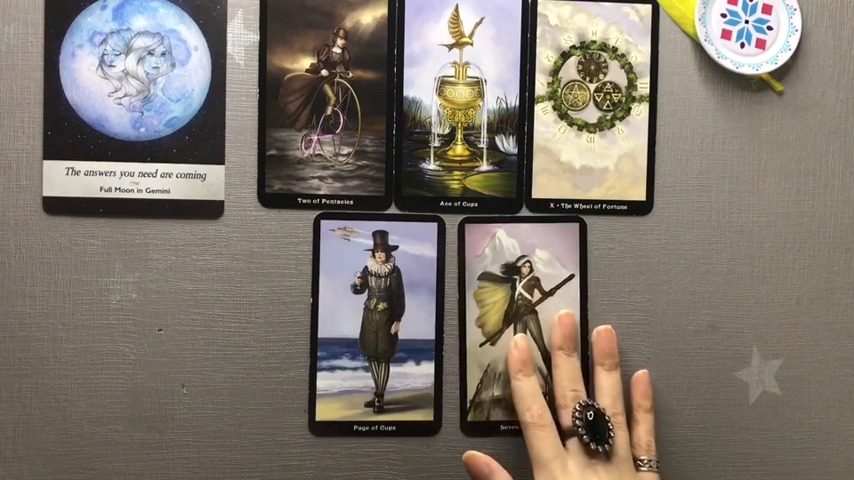 The answers you need are coming
Full Moon in Gemini
Two of Pentacles
Ace of Cups
X • The Wheel of Fortune
Page of Cups
Seven